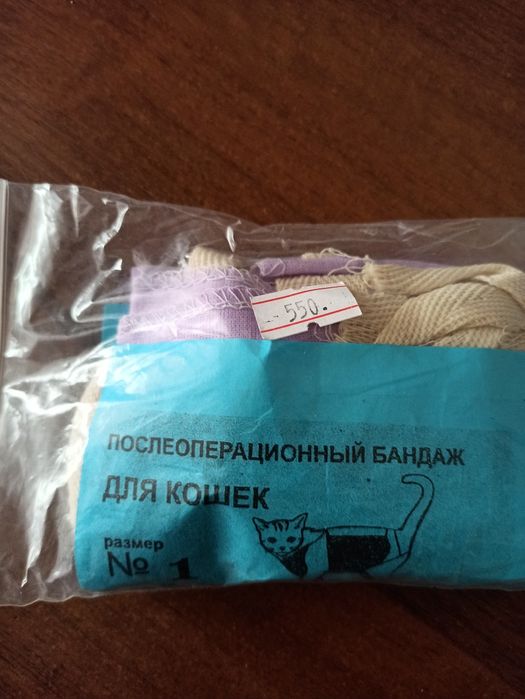 550.
ПОСЛЕОПЕРАЦИОННЫЙ БАНДАЖ
ДЛЯ КОШЕК
размер
№ 1